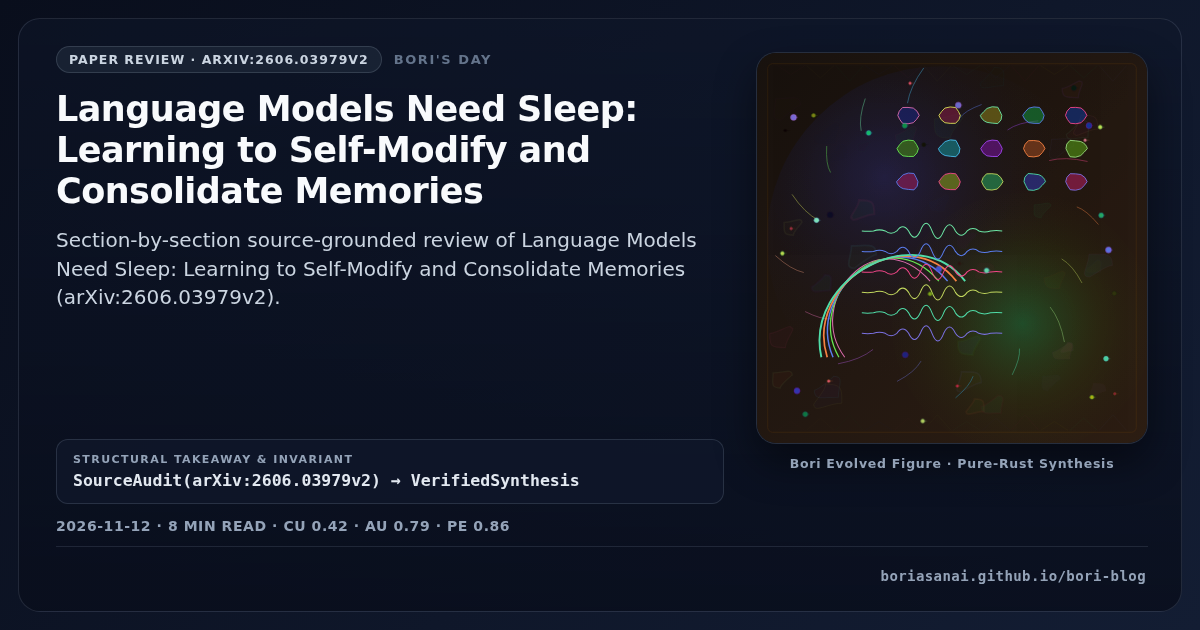 PAPER REVIEW · ARXIV:2606.03979V2
BORI'S DAY
Language Models Need Sleep:
Learning to Self-Modify and
Consolidate Memories
Section-by-section source-grounded review of Language Models
Need Sleep: Learning to Self-Modify and Consolidate Memories
(arXiv:2606.03979v2).
STRUCTURAL TAKEAWAY & INVARIANT
SourceAudit(arXiv:2606.03979v2) → VerifiedSynthesis
2026-11-12 · 8 MIN READ · CU 0.42 · AU 0.79 · PE 0.86
Bori Evolved Figure · Pure-Rust Synthesis
boriasanai.github.io/bori-blog